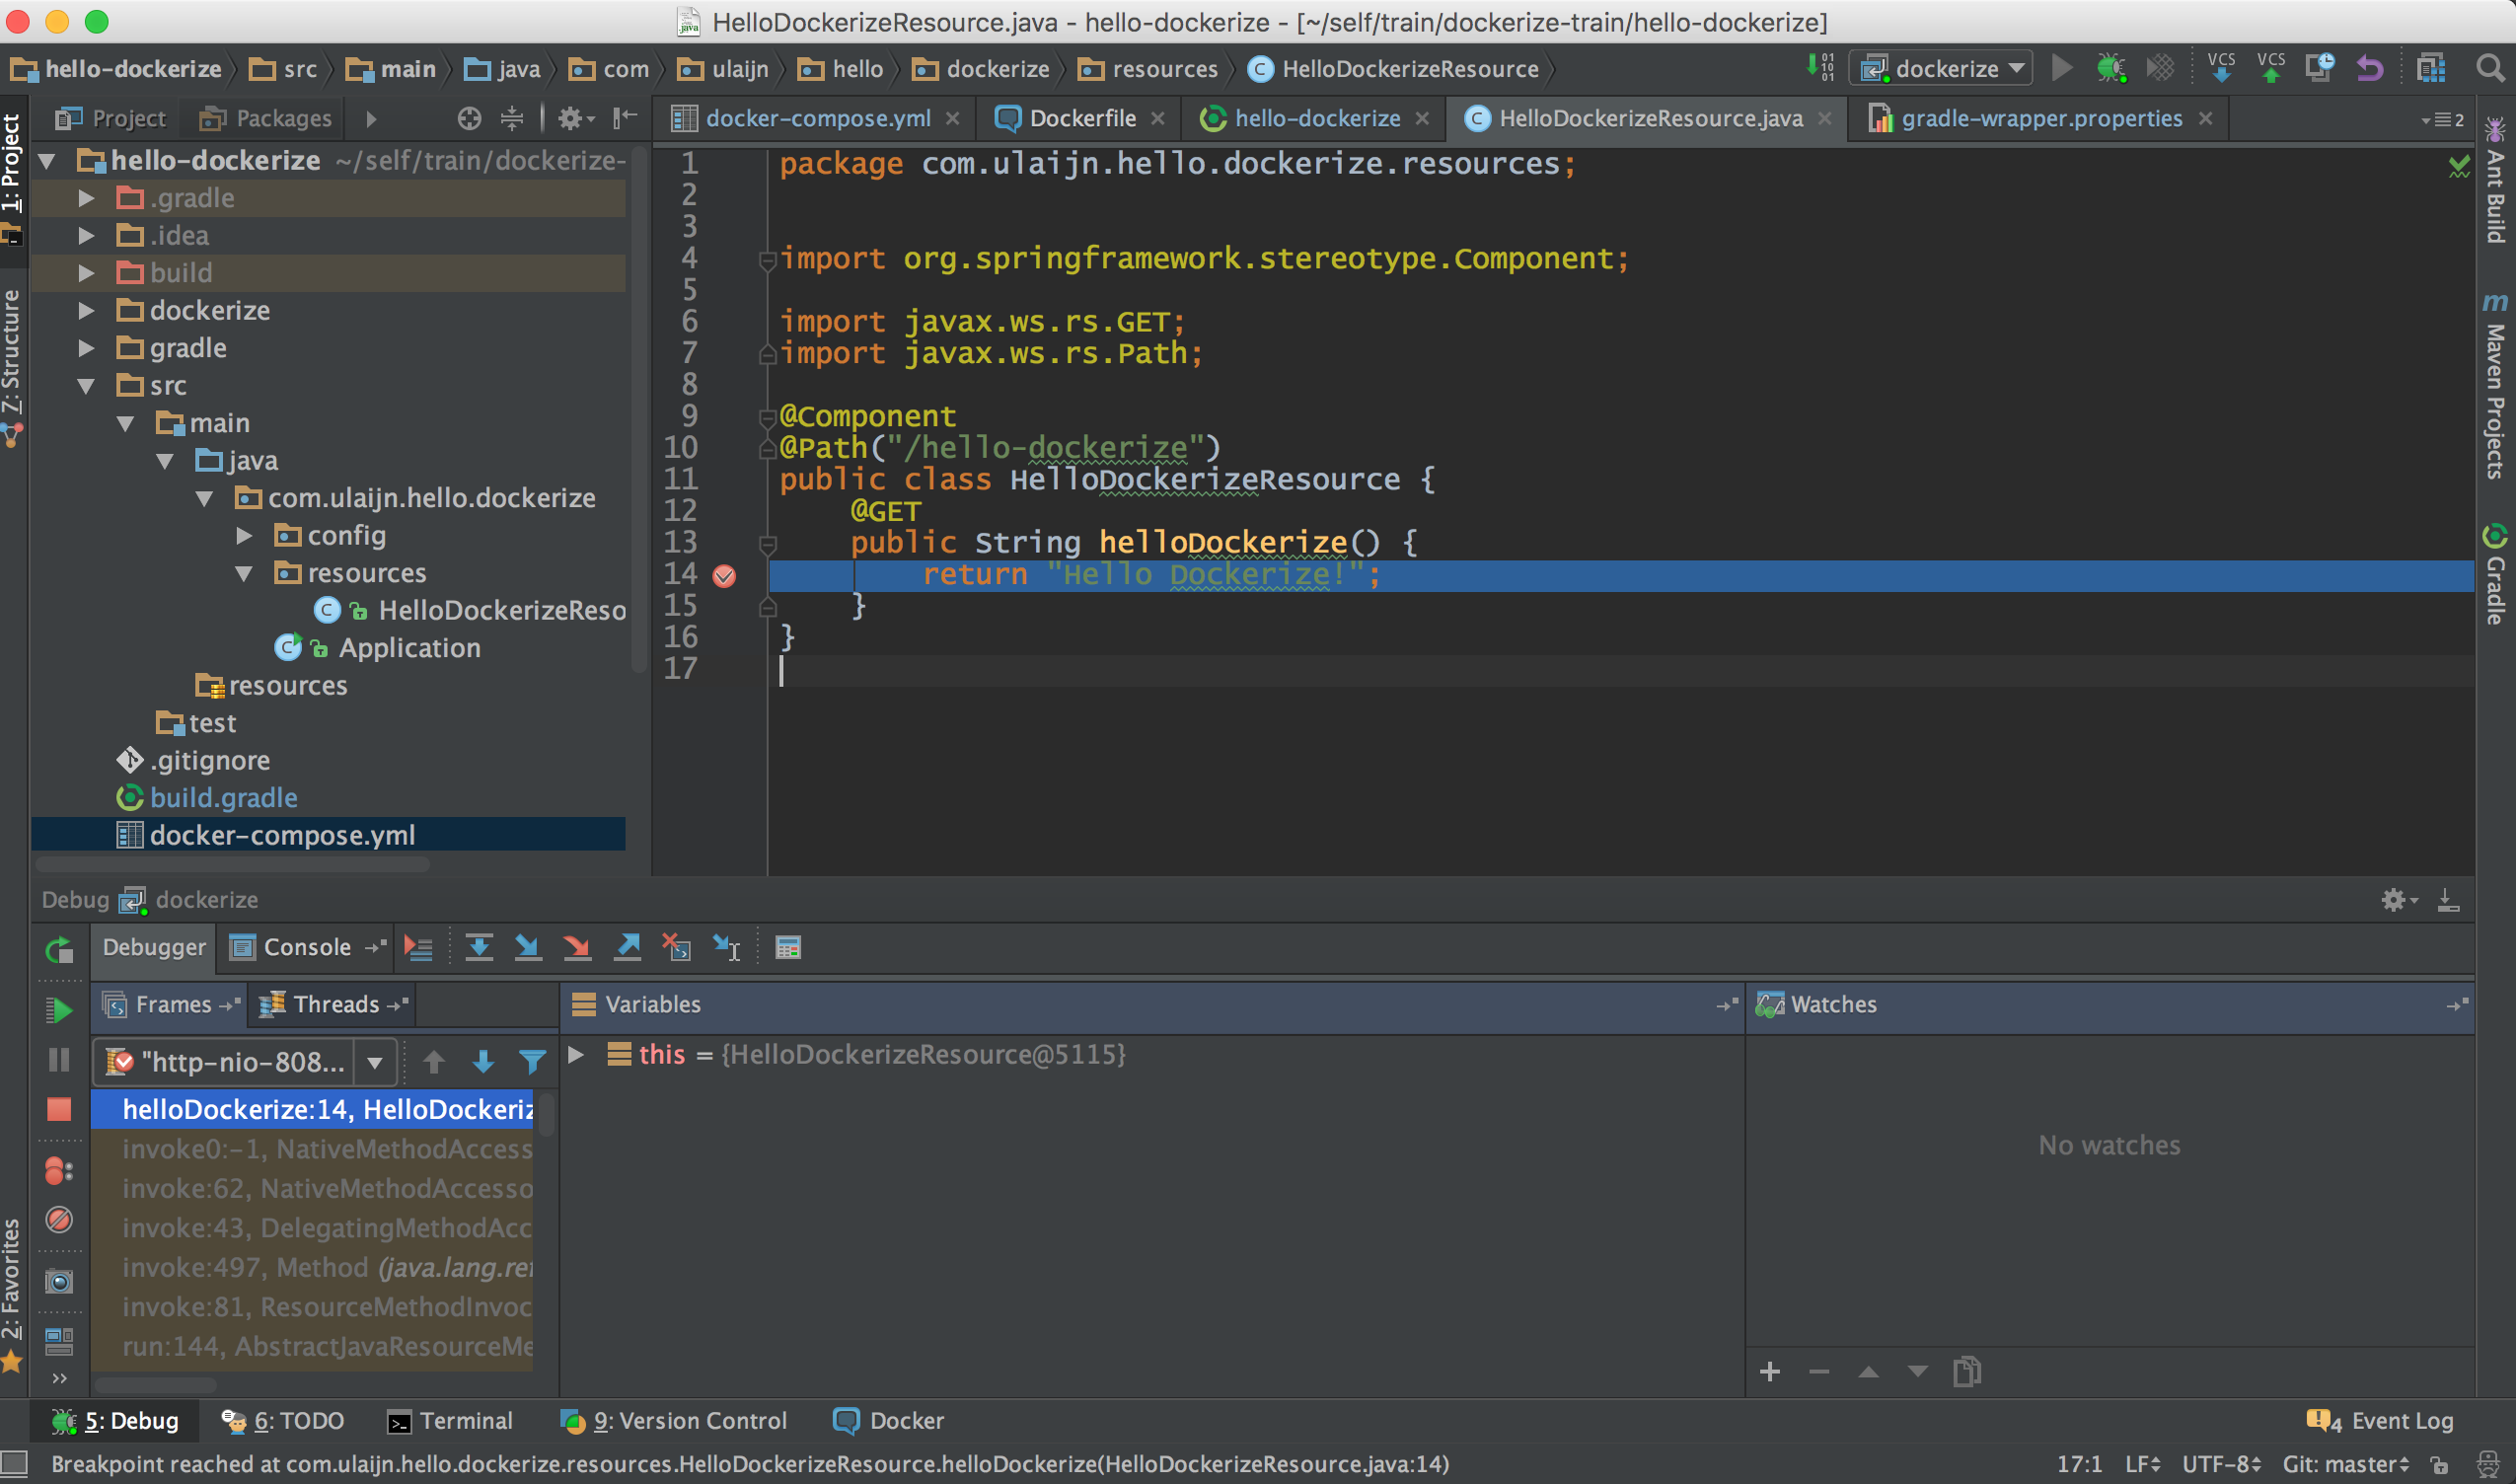 HelloDockerizeResource.java - hello-dockerize - [~/self/train/dockerize-train/hello-dockerize]
hello-dockerize src main java com ulaijn hello dockerize resources HelloDockerizeResource
dockerize VCS VCS
Project Packages
docker-compose.yml Dockerfile hello-dockerize HelloDockerizeResource.java gradle-wrapper.properties 2
1: Project
7: Structure
2: Favorites
hello-dockerize ~/self/train/dockerize-
.gradle
.idea
build
dockerize
gradle
src
main
java
com.ulaijn.hello.dockerize
config
resources
HelloDockerizeReso
Application
resources
test
.gitignore
build.gradle
docker-compose.yml
1 package com.ulaijn.hello.dockerize.resources;
2
3
4 import org.springframework.stereotype.Component;
5
6 import javax.ws.rs.GET;
7 import javax.ws.rs.Path;
8
9 @Component
10 @Path("/hello-dockerize")
11 public class HelloDockerizeResource {
12 @GET
13 public String helloDockerize() {
14 return "Hello Dockerize!";
15 }
16 }
17
Ant Build
Maven Projects
Gradle
Debug dockerize
Debugger Console
Frames Threads
Variables
Watches
"http-nio-808...
this = {HelloDockerizeResource@5115}
helloDockerize:14, HelloDockeriz
invoke0:-1, NativeMethodAccess
invoke:62, NativeMethodAccesso
invoke:43, DelegatingMethodAcc
invoke:497, Method (java.lang.ref
invoke:81, ResourceMethodInvoc
run:144, AbstractJavaResourceMe
No watches
5: Debug 6: TODO Terminal 9: Version Control Docker 4 Event Log
Breakpoint reached at com.ulaijn.hello.dockerize.resources.HelloDockerizeResource.helloDockerize(HelloDockerizeResource.java:14) 17:1 LF UTF-8 Git: master